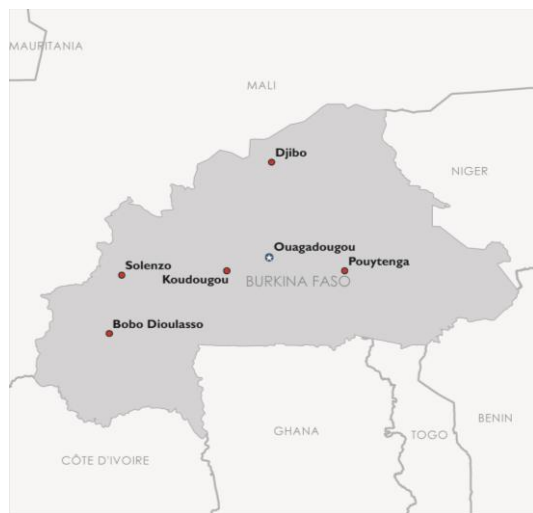 MAURITANIA
MALI
Djibo
NIGER
Ouagadougou
Solenzo
Pouytenga
Koudougou
BURKINA FASO
Bobo Dioulasso
BENIN
GHANA
TOGO
CÔTE D'IVOIRE